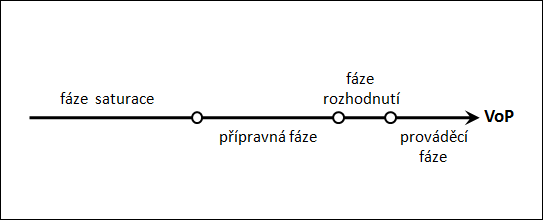 fáze saturace
přípravná fáze
fáze
rozhodnutí
prováděcí
fáze
VoP